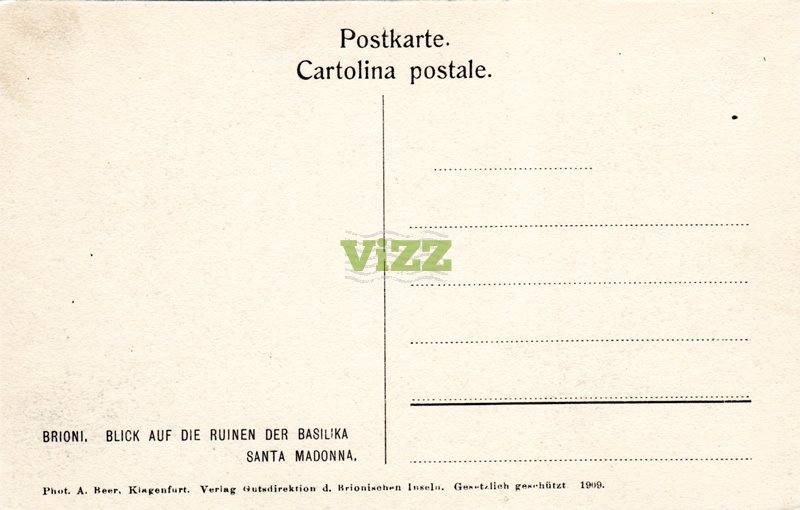 Postkarte.
Cartolina postale.
ViZZ
BRIONI. BLICK AUF DIE RUINEN DER BASILIKA
SANTA MADONNA.
Phot. A. Beer, Klagenfurt. Verlag Gutsdirektion d. Brionischen Inseln. Gesetzlich geschützt 1909.